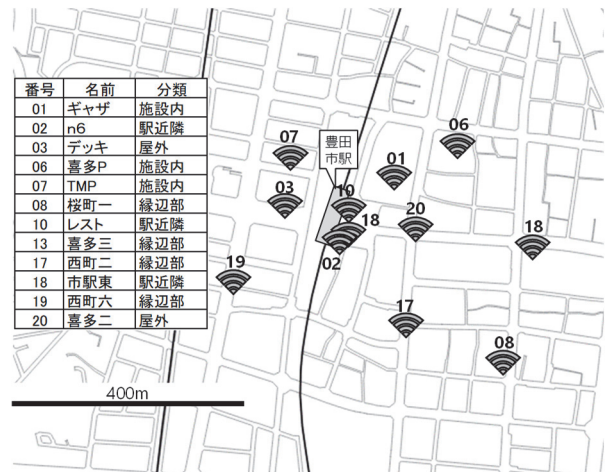 番号 名前 分類
01 ギャザ 施設内
02 n6 駅近隣
03 デッキ 屋外
06 喜多P 施設内
07 TMP 施設内
08 桜町一 縁辺部
10 レスト 駅近隣
13 喜多三 縁辺部
17 西町二 縁辺部
18 市駅東 駅近隣
19 西町六 縁辺部
20 喜多二 屋外
豊田
市駅
06
07
01
03
10
18
20
18
02
19
17
08
400m